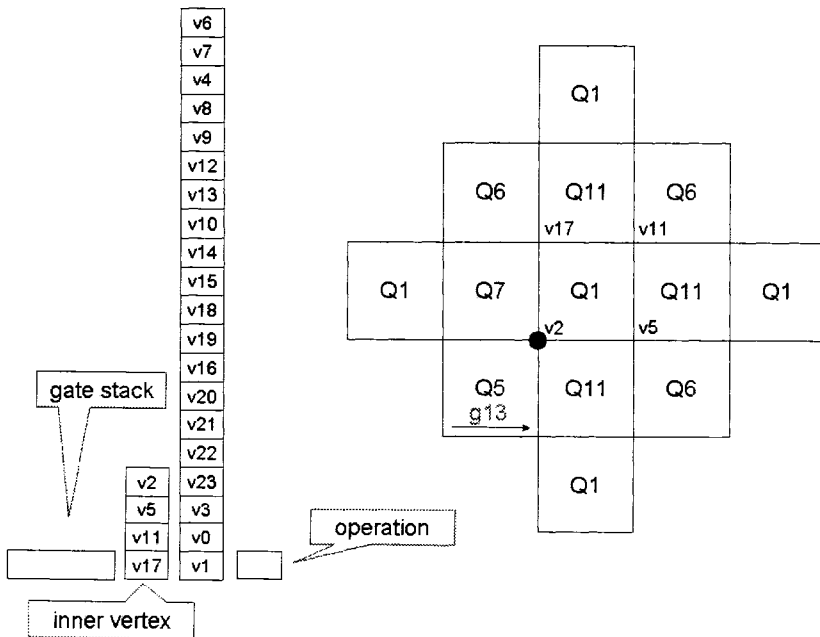 v6
v7
v4
v8
v9
v12
v13
v10
v14
v15
v18
v19
v16
v20
v21
v22
v2 v23
v5 v3
v11 v0
v17 v1
gate stack
inner vertex
operation
Q1
Q6 Q11 Q6
v17 v11
Q1 Q7 Q1 Q11 Q1
v2 v5
Q5 Q11 Q6
g13
Q1